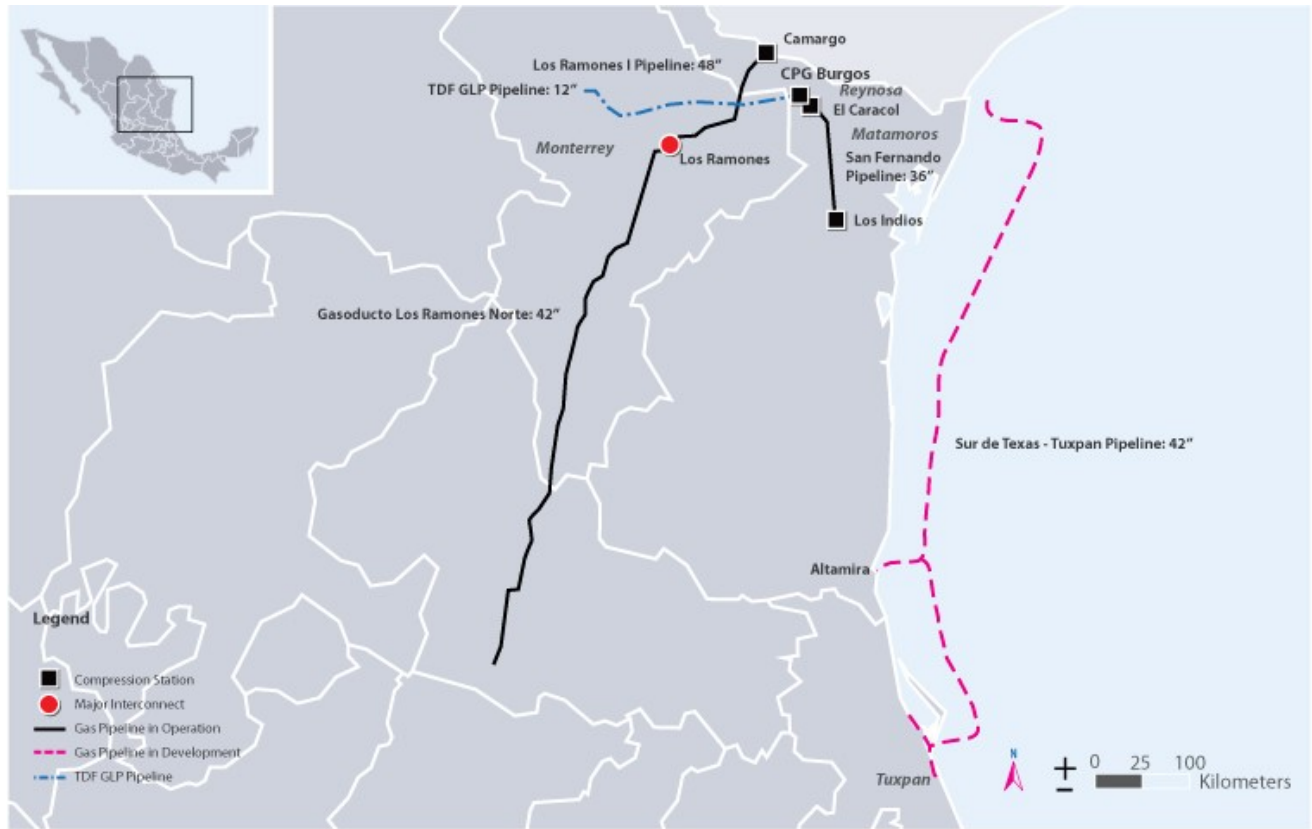 Camargo
Los Ramones I Pipeline: 48”
CPG Burgos
TDF GLP Pipeline: 12”
Reynosa
El Caracol
Matamoros
Monterrey
Los Ramones
San Fernando
Pipeline: 36”
Los Indios
Gasoducto Los Ramones Norte: 42”
Sur de Texas - Tuxpan Pipeline: 42”
Altamira
Legend
Compression Station
Major Interconnect
Gas Pipeline in Operation
Gas Pipeline in Development
TDF GLP Pipeline
Tuxpan
N
+
–
0 25 100
Kilometers